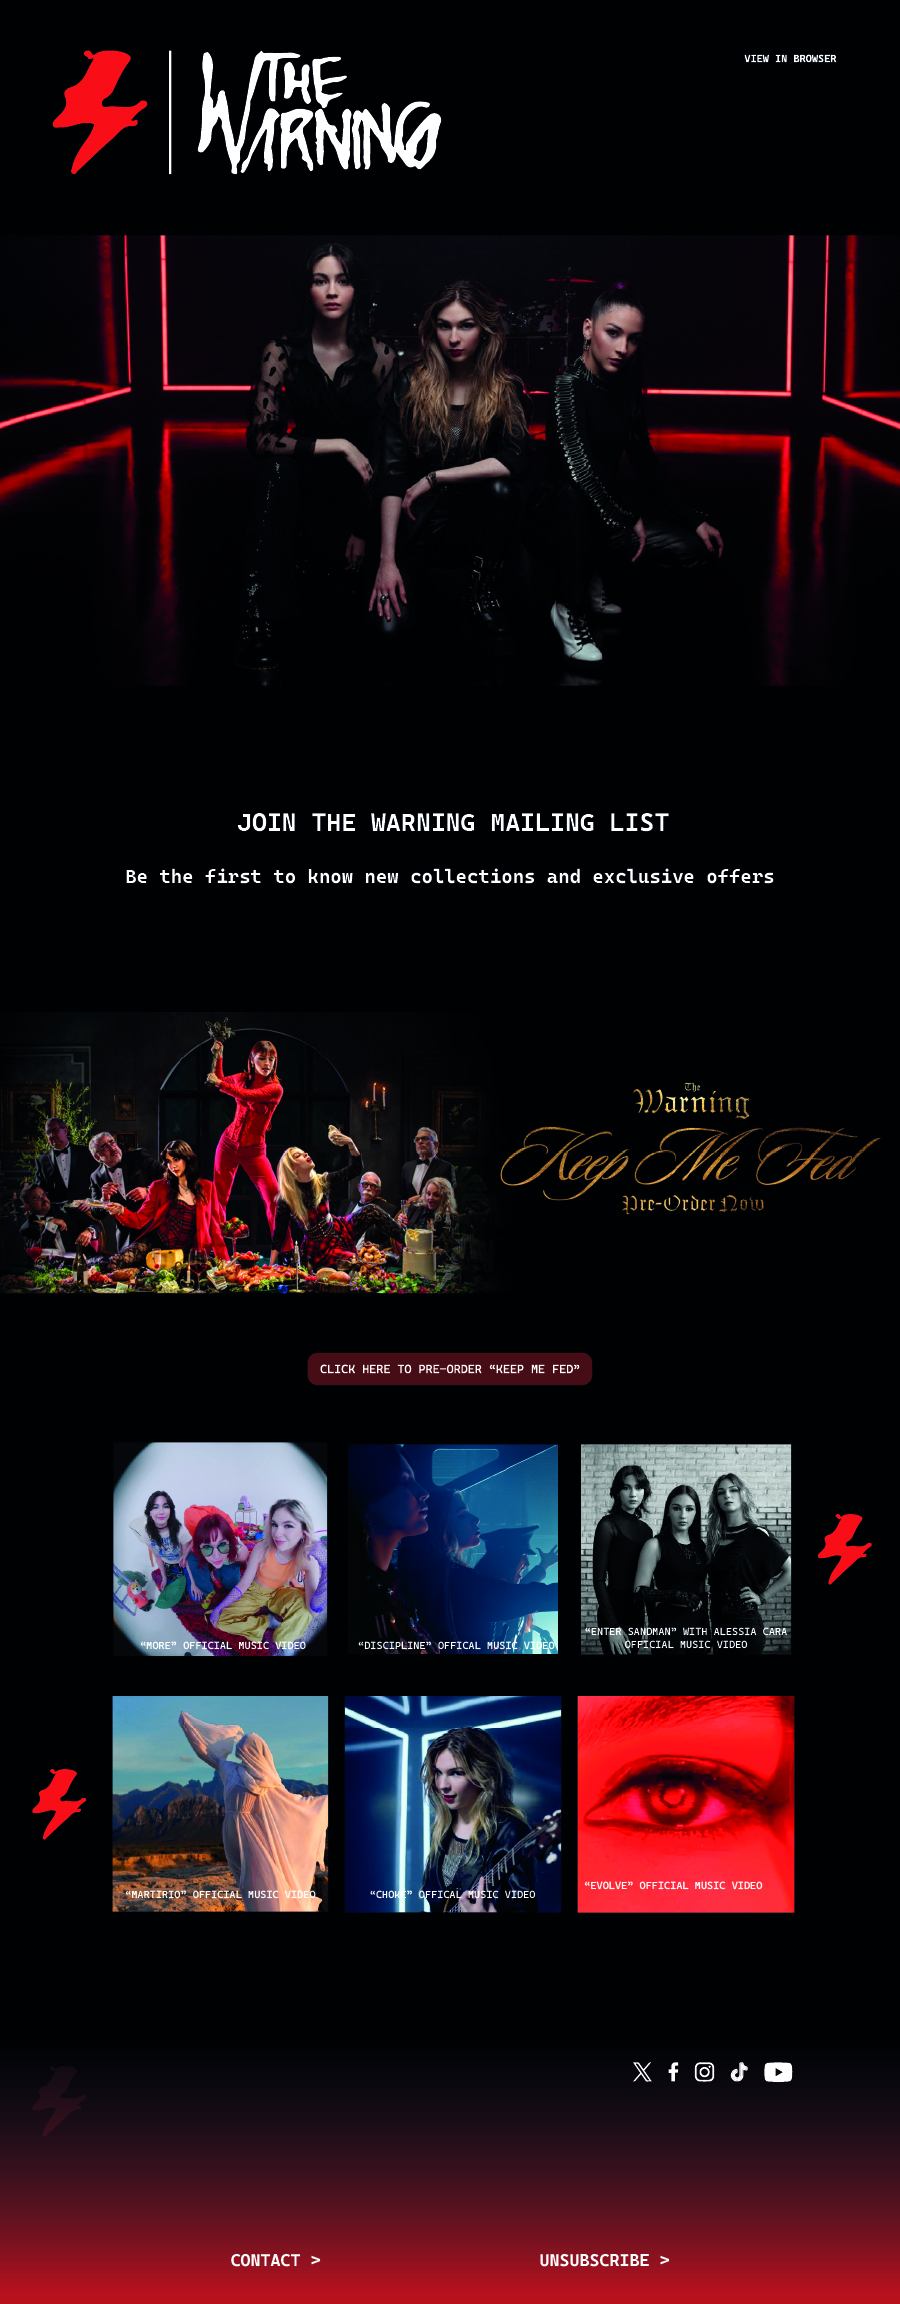 THE
WARNING
VIEW IN BROWSER
JOIN THE WARNING MAILING LIST
Be the first to know new collections and exclusive offers
The
Warning
Keep Me Fed
Pre-Order Now
CLICK HERE TO PRE-ORDER “KEEP ME FED”
“MORE” OFFICIAL MUSIC VIDEO
“DISCIPLINE” OFFICAL MUSIC VIDEO
“ENTER SANDMAN” WITH ALESSIA CARA
OFFICIAL MUSIC VIDEO
“MARTIRIO” OFFICIAL MUSIC VIDEO
“CHOKE” OFFICAL MUSIC VIDEO
“EVOLVE” OFFICIAL MUSIC VIDEO
CONTACT >
UNSUBSCRIBE >